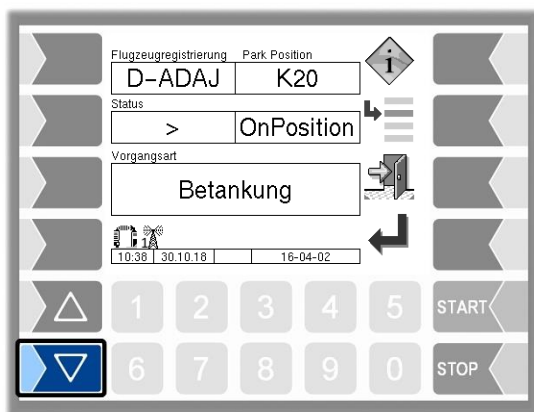 Flugzeugregistrierung Park Position
D-ADAJ K20
Status
> OnPosition
Vorgangsart
Betankung
1
10:38 30.10.18 16-04-02
1 2 3 4 5 START
6 7 8 9 0 STOP